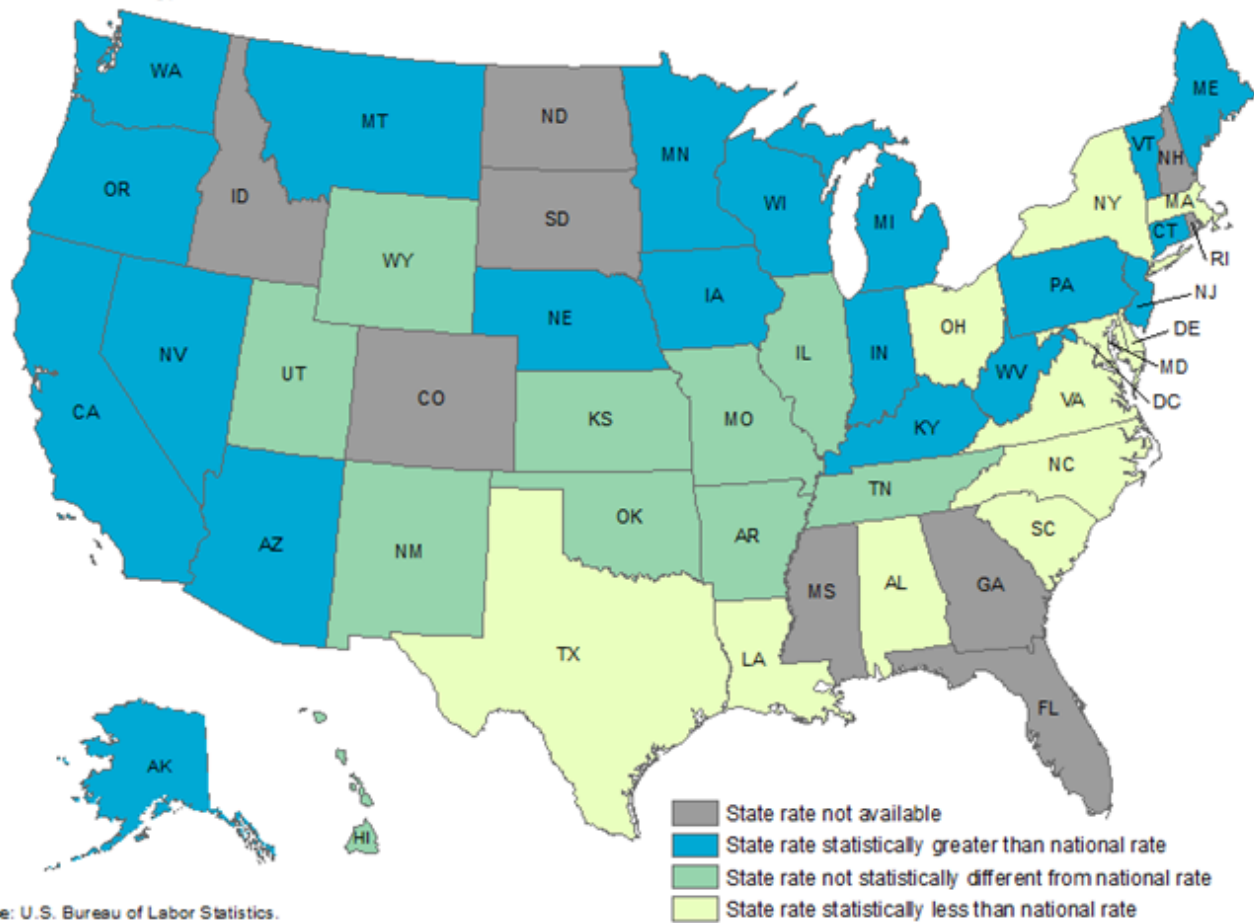 WA
MT
ND
MN
ME
VT
NH
OR
ID
SD
WI
MI
NY
MA
CT
RI
WY
NE
IA
PA
NJ
NV
UT
CO
IL
IN
OH
DE
MD
DC
WV
VA
CA
KS
MO
KY
NC
TN
AZ
NM
OK
AR
SC
MS
AL
GA
TX
LA
FL
AK
HI
State rate not available
State rate statistically greater than national rate
State rate not statistically different from national rate
State rate statistically less than national rate
e: U.S. Bureau of Labor Statistics.